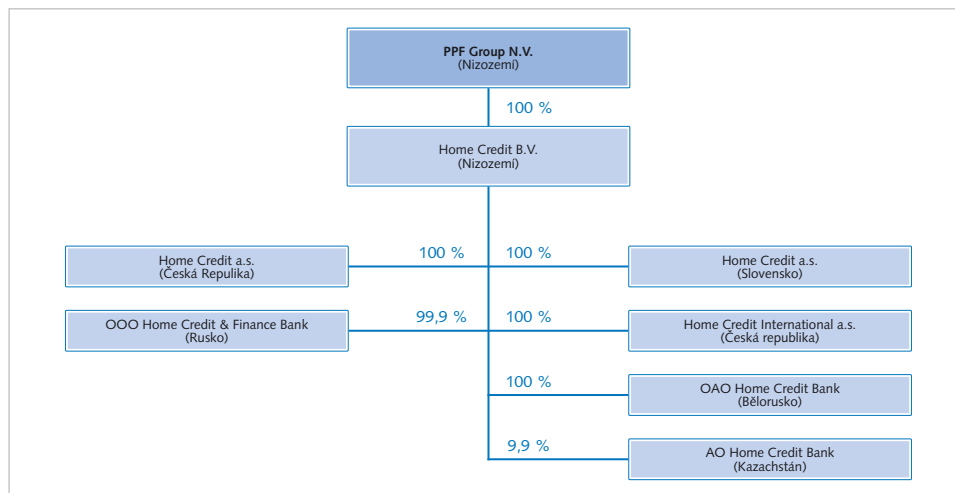 PPF Group N.V.
(Nizozemí)
100 %
Home Credit B.V.
(Nizozemí)
100 %
100 %
Home Credit a.s.
(Česká Repulika)
Home Credit a.s.
(Slovensko)
99,9 %
100 %
OOO Home Credit & Finance Bank
(Rusko)
Home Credit International a.s.
(Česká republika)
100 %
OAO Home Credit Bank
(Bělorusko)
9,9 %
AO Home Credit Bank
(Kazachstán)